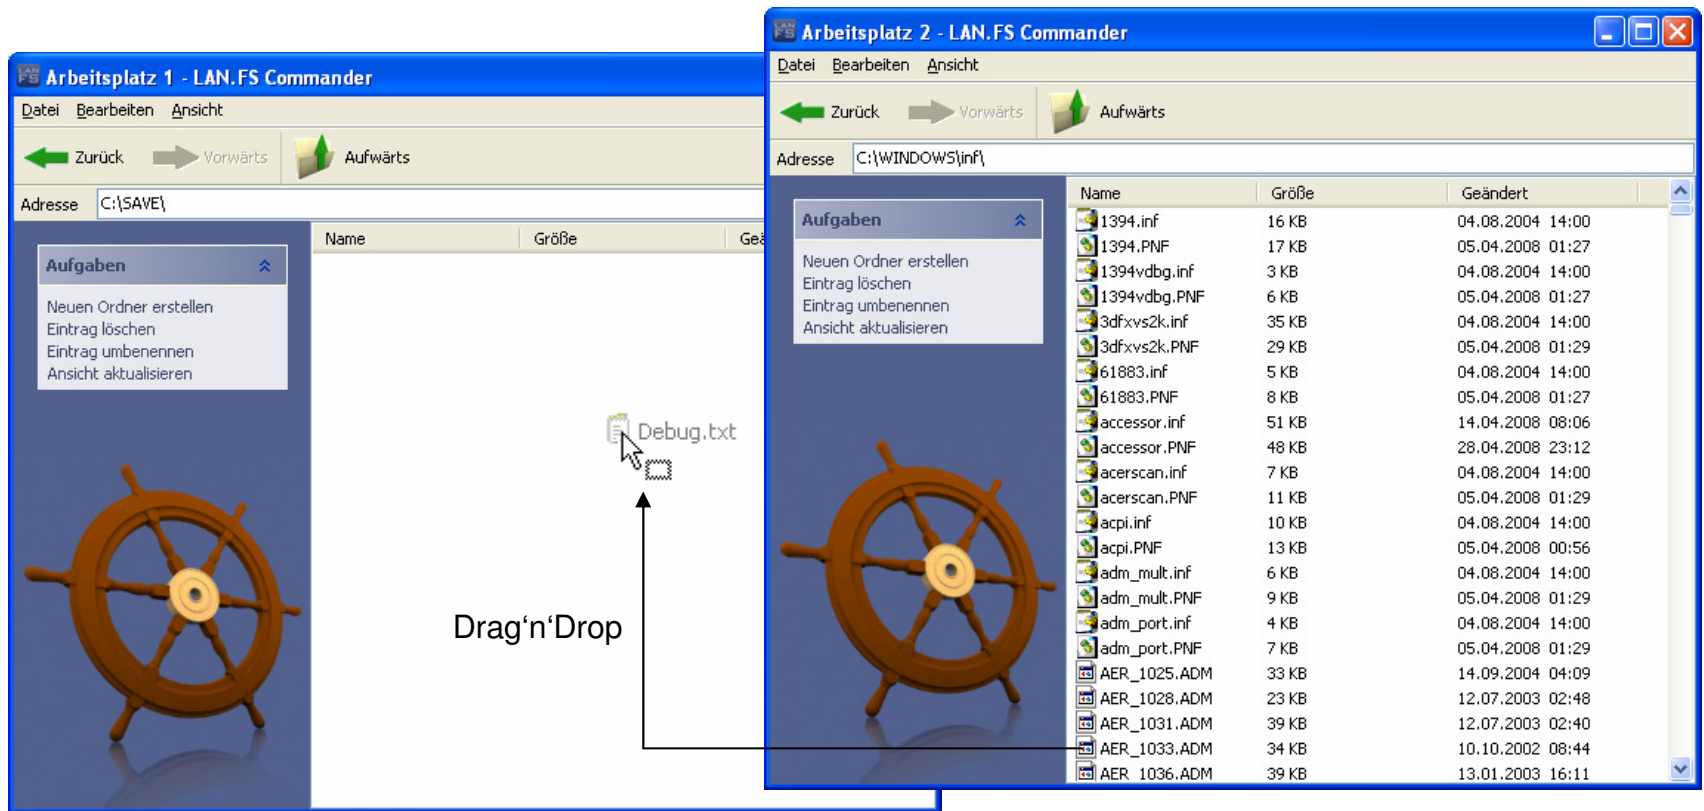 Arbeitsplatz 1 - LAN.FS Commander
Datei Bearbeiten Ansicht
Zurück Vorwärts Aufwärts
Adresse C:\SAVE\
Name Größe
Aufgaben
Neuen Ordner erstellen
Eintrag löschen
Eintrag umbenennen
Ansicht aktualisieren
Debug.txt
Drag‘n‘Drop
LAN FS Arbeitsplatz 2 - LAN.FS Commander
Datei Bearbeiten Ansicht
Zurück Vorwärts Aufwärts
Adresse C:\WINDOWS\inf\
Aufgaben
Neuen Ordner erstellen
Eintrag löschen
Eintrag umbenennen
Ansicht aktualisieren
Name Größe Geändert
1394.inf 16 KB 04.08.2004 14:00
1394.PNF 17 KB 05.04.2008 01:27
1394vdbg.inf 3 KB 04.08.2004 14:00
1394vdbg.PNF 6 KB 05.04.2008 01:27
3dfxvs2k.inf 35 KB 04.08.2004 14:00
3dfxvs2k.PNF 29 KB 05.04.2008 01:29
61883.inf 5 KB 04.08.2004 14:00
61883.PNF 8 KB 05.04.2008 01:27
accessor.inf 51 KB 14.04.2008 08:06
accessor.PNF 48 KB 28.04.2008 23:12
acerscan.inf 7 KB 04.08.2004 14:00
acerscan.PNF 11 KB 05.04.2008 01:29
acpi.inf 10 KB 04.08.2004 14:00
acpi.PNF 13 KB 05.04.2008 00:56
adm_mult.inf 6 KB 04.08.2004 14:00
adm_mult.PNF 9 KB 05.04.2008 01:29
adm_port.inf 4 KB 04.08.2004 14:00
adm_port.PNF 7 KB 05.04.2008 01:29
AER_1025.ADM 33 KB 14.09.2004 04:09
AER_1028.ADM 23 KB 12.07.2003 02:48
AER_1031.ADM 39 KB 12.07.2003 02:40
AER_1033.ADM 34 KB 10.10.2002 08:44
AER_1036.ADM 39 KB 13.01.2003 16:11